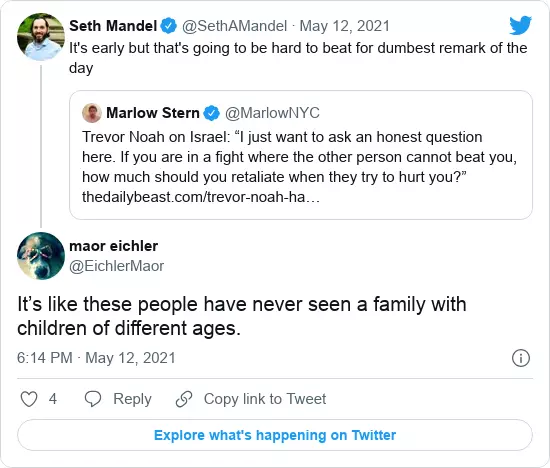 Seth Mandel @SethAMandel · May 12, 2021
It's early but that's going to be hard to beat for dumbest remark of the
day
Marlow Stern @MarlowNYC
Trevor Noah on Israel: “I just want to ask an honest question
here. If you are in a fight where the other person cannot beat you,
how much should you retaliate when they try to hurt you?”
thedailybeast.com/trevor-noah-ha…
maor eichler
@EichlerMaor
It’s like these people have never seen a family with
children of different ages.
6:14 PM · May 12, 2021
4 Reply Copy link to Tweet
Explore what's happening on Twitter